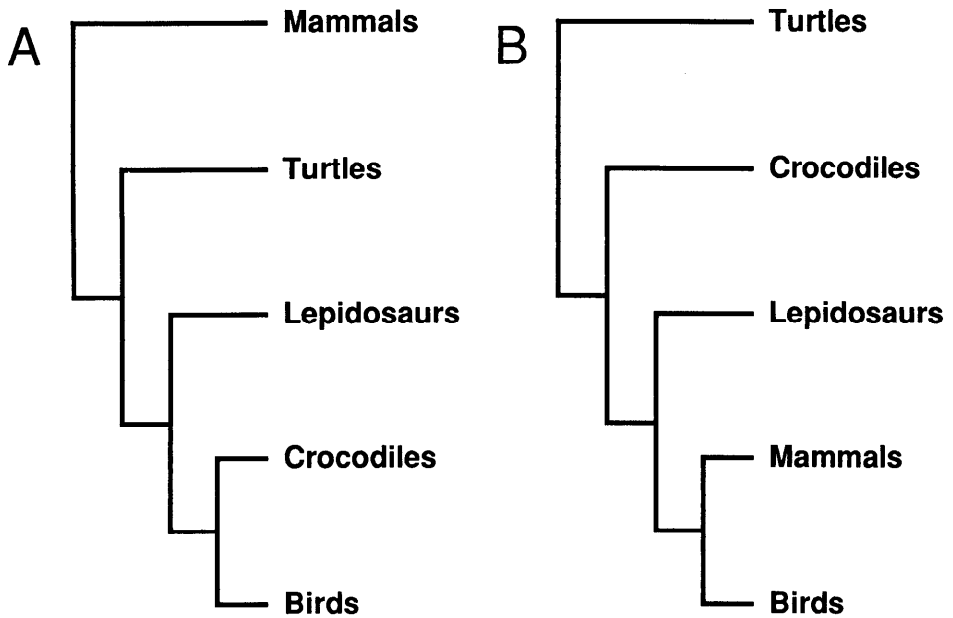 A
Mammals
Turtles
Lepidosaurs
Crocodiles
Birds
B
Turtles
Crocodiles
Lepidosaurs
Mammals
Birds